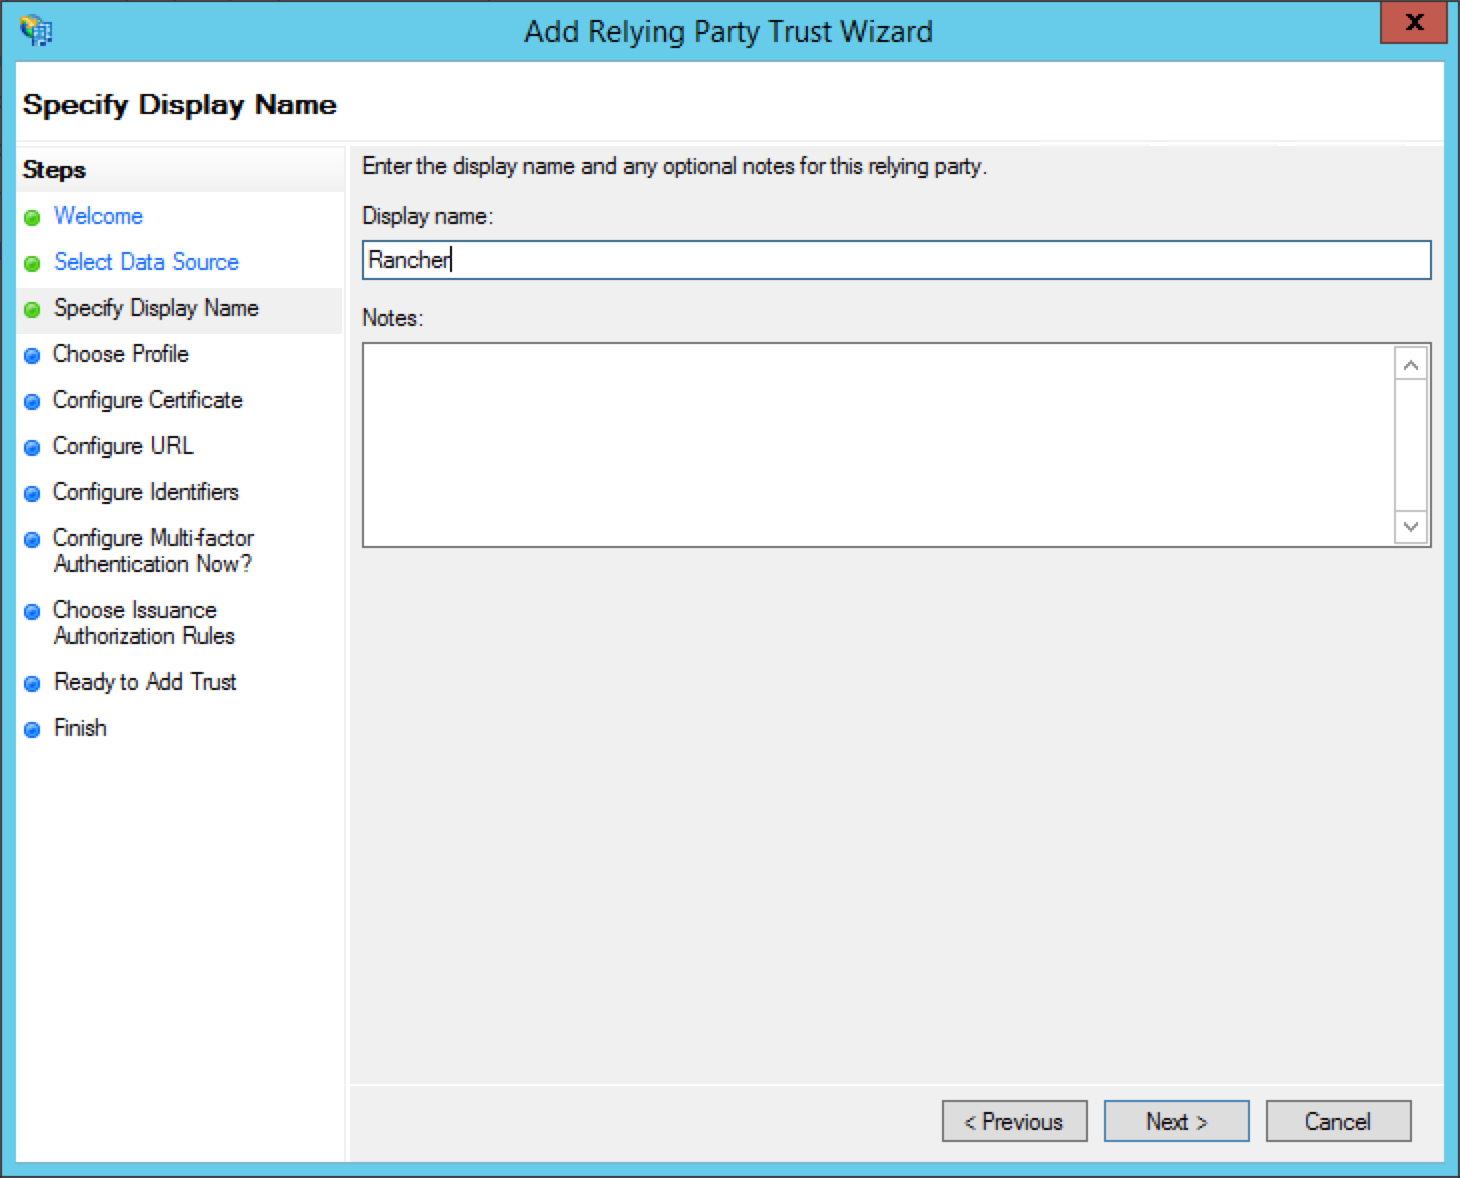 Add Relying Party Trust Wizard
X
Specify Display Name
Steps
Welcome
Select Data Source
Specify Display Name
Choose Profile
Configure Certificate
Configure URL
Configure Identifiers
Configure Multi-factor
Authentication Now?
Choose Issuance
Authorization Rules
Ready to Add Trust
Finish
Enter the display name and any optional notes for this relying party.
Display name:
Rancher
Notes:
< Previous
Next >
Cancel